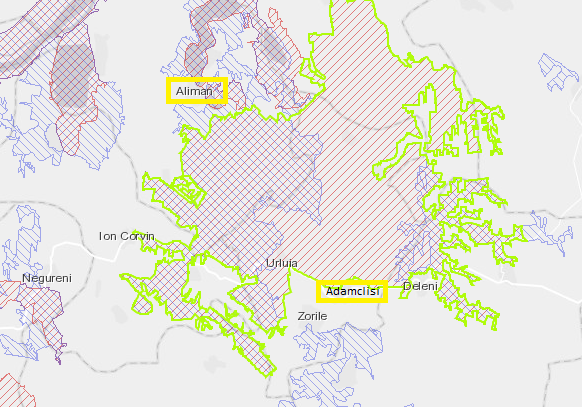 Aliman
Ion Corvin
Urluia
Negureni
Deleni
Adamclisi
Zorile